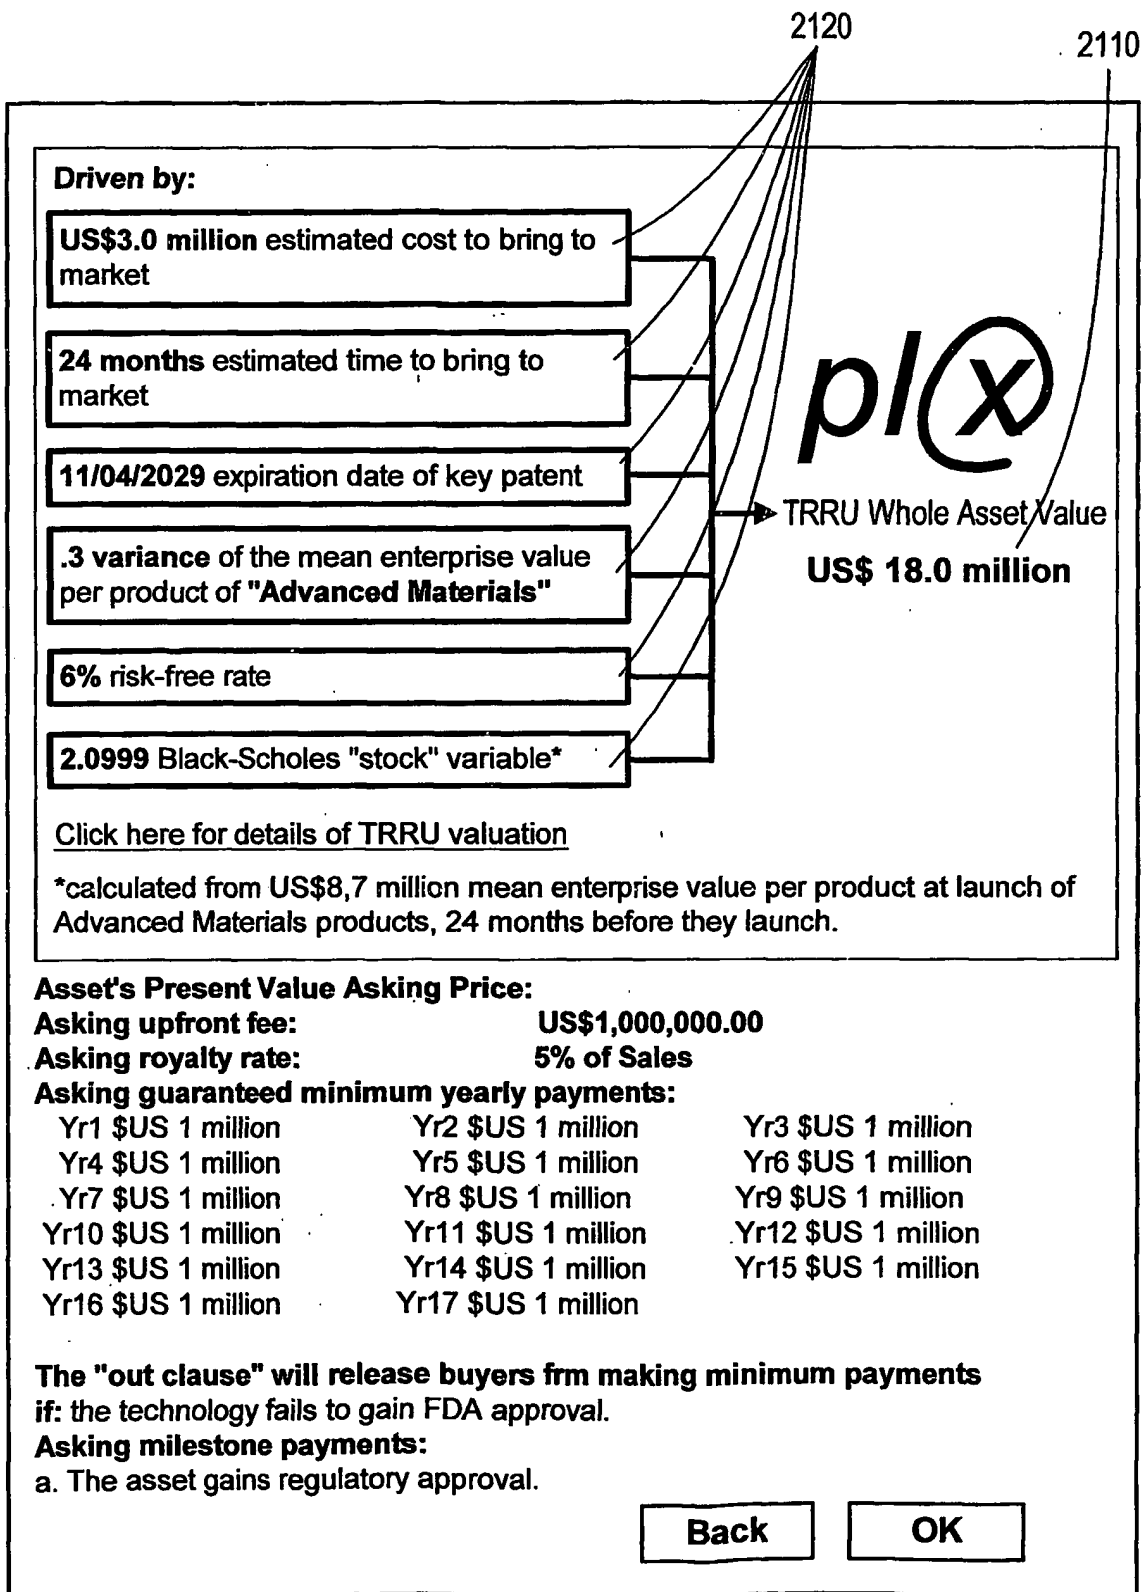 2120
2110
Driven by:
US$3.0 million estimated cost to bring to
market
24 months estimated time to bring to
market
11/04/2029 expiration date of key patent
.3 variance of the mean enterprise value
per product of "Advanced Materials"
6% risk-free rate
2.0999 Black-Scholes "stock" variable*
plx
TRRU Whole Asset Value
US$ 18.0 million
Click here for details of TRRU valuation
*calculated from US$8,7 million mean enterprise value per product at launch of
Advanced Materials products, 24 months before they launch.
Asset's Present Value Asking Price:
Asking upfront fee: US$1,000,000.00
Asking royalty rate: 5% of Sales
Asking guaranteed minimum yearly payments:
Yr1 $US 1 million Yr2 $US 1 million Yr3 $US 1 million
Yr4 $US 1 million Yr5 $US 1 million Yr6 $US 1 million
Yr7 $US 1 million Yr8 $US 1 million Yr9 $US 1 million
Yr10 $US 1 million Yr11 $US 1 million Yr12 $US 1 million
Yr13 $US 1 million Yr14 $US 1 million Yr15 $US 1 million
Yr16 $US 1 million Yr17 $US 1 million
The "out clause" will release buyers frm making minimum payments
if: the technology fails to gain FDA approval.
Asking milestone payments:
a. The asset gains regulatory approval.
Back OK